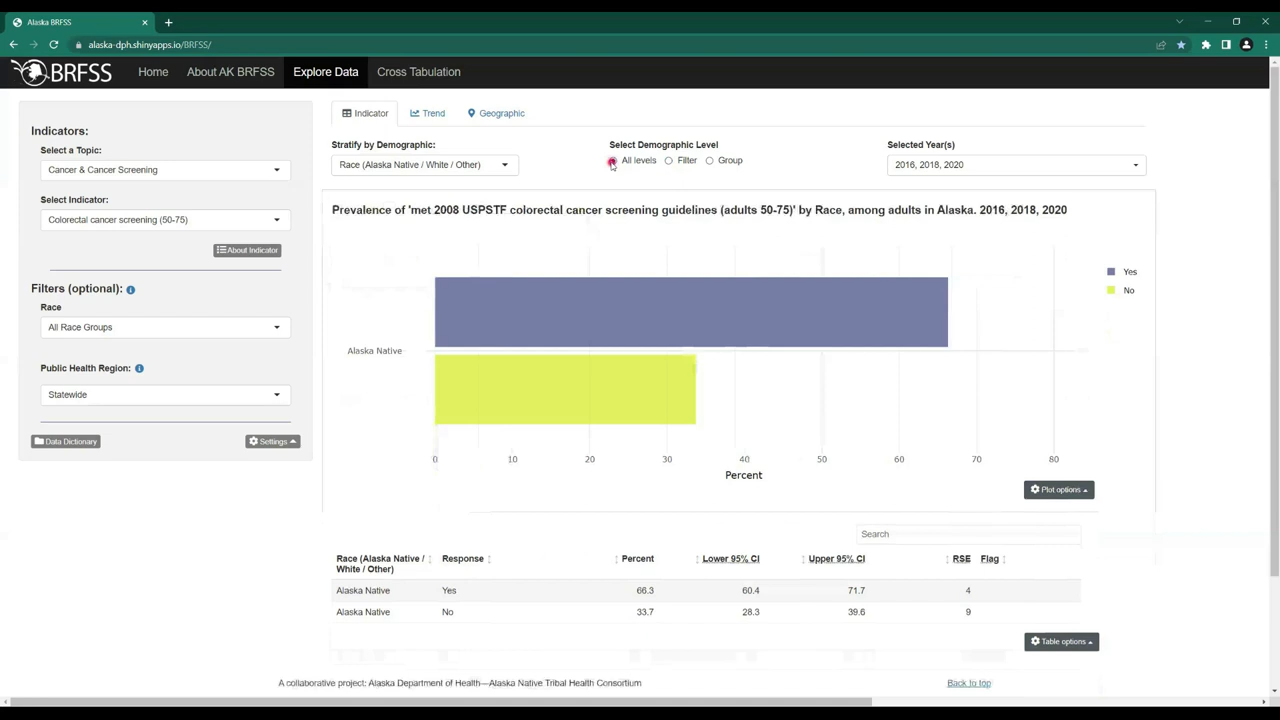 Alaska BRFSS
alaska-dph.shinyapps.io/BRFSS/
BRFSS Home About AK BRFSS Explore Data Cross Tabulation
Indicators:
Select a Topic:
Cancer & Cancer Screening
Select Indicator:
Colorectal cancer screening (50-75)
About Indicator
Filters (optional):
Race
All Race Groups
Public Health Region:
Statewide
Data Dictionary Settings
Indicator Trend Geographic
Stratify by Demographic: Select Demographic Level Selected Year(s)
Race (Alaska Native / White / Other) All levels Filter Group 2016, 2018, 2020
Prevalence of 'met 2008 USPSTF colorectal cancer screening guidelines (adults 50-75)' by Race, among adults in Alaska. 2016, 2018, 2020
Yes
No
Alaska Native
0 10 20 30 40 50 60 70 80
Percent
Plot options
Search
Race (Alaska Native / White / Other) Response Percent Lower 95% CI Upper 95% CI RSE Flag
Alaska Native Yes 66.3 60.4 71.7 4
Alaska Native No 33.7 28.3 39.6 9
Table options
A collaborative project: Alaska Department of Health—Alaska Native Tribal Health Consortium Back to top